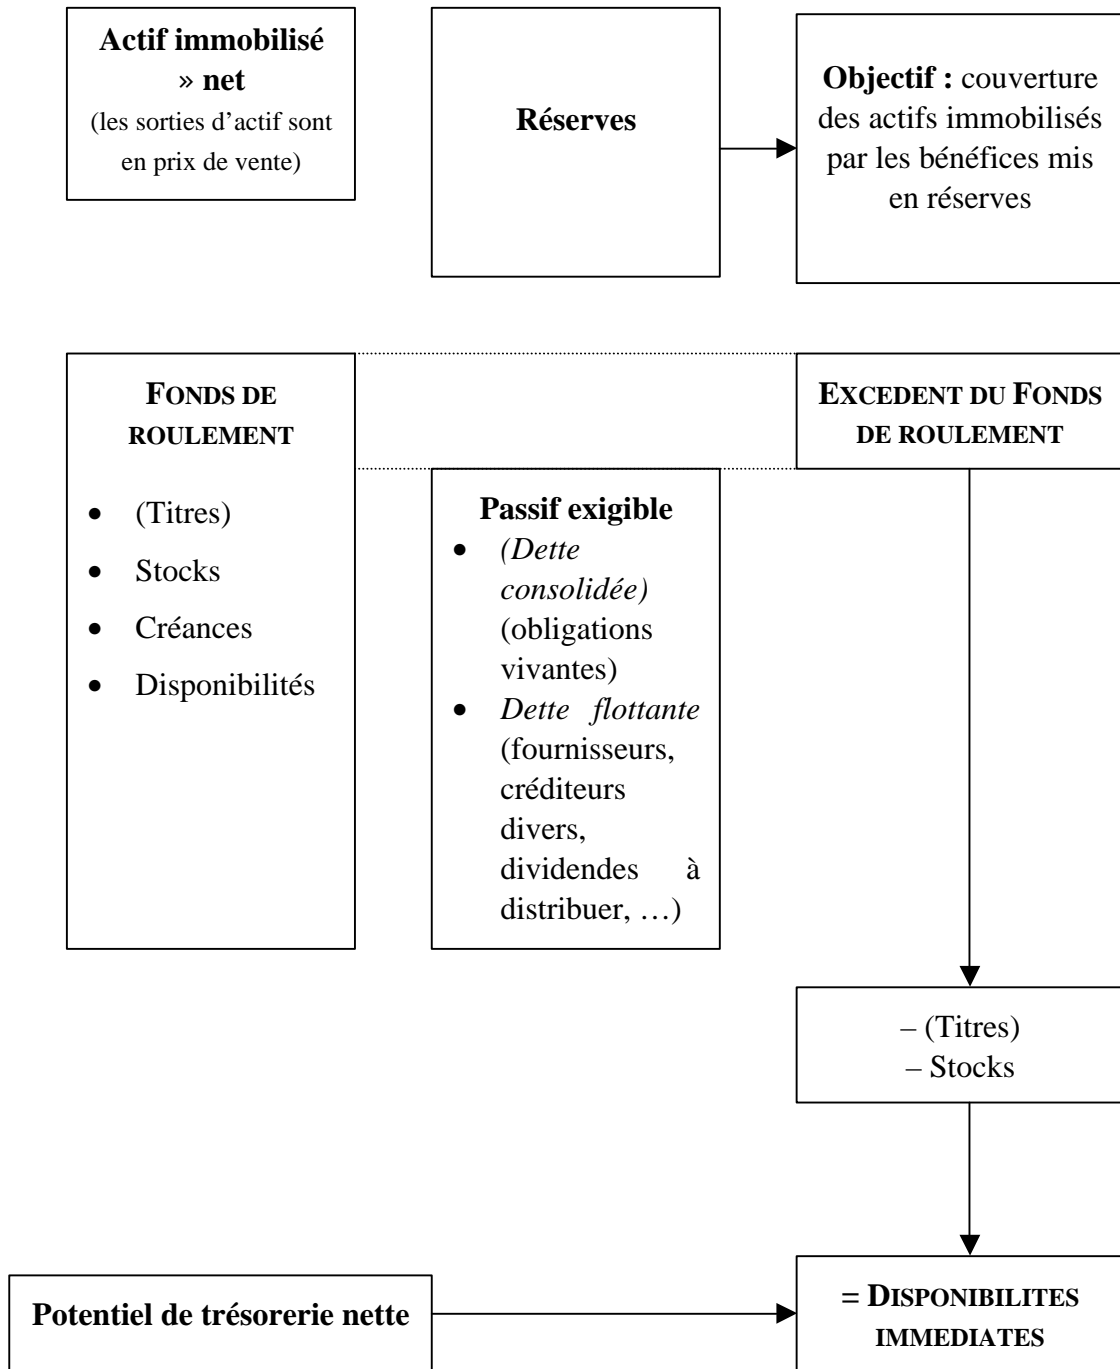 Actif immobilisé
» net
(les sorties d’actif sont
en prix de vente)
Réserves
Objectif : couverture
des actifs immobilisés
par les bénéfices mis
en réserves
FONDS DE
ROULEMENT
• (Titres)
• Stocks
• Créances
• Disponibilités
Passif exigible
• (Dette
consolidée)
(obligations
vivantes)
• Dette flottante
(fournisseurs,
créditeurs
divers,
dividendes à
distribuer, …)
EXCEDENT DU FONDS
DE ROULEMENT
– (Titres)
– Stocks
Potentiel de trésorerie nette
= DISPONIBILITES
IMMEDIATES